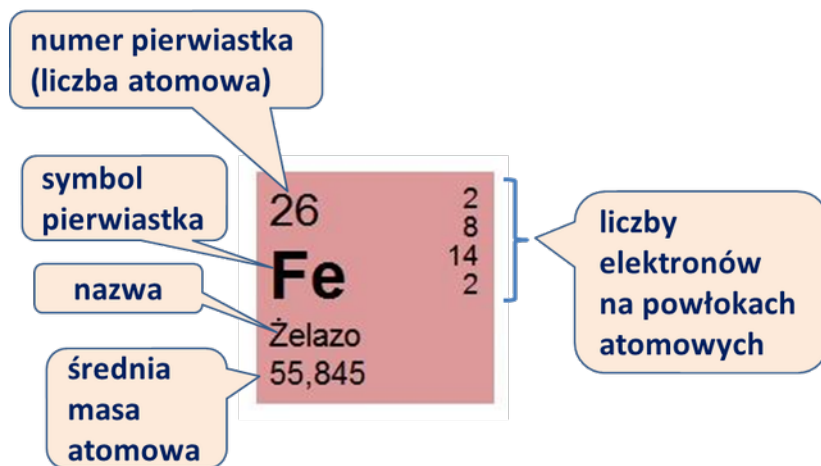 numer pierwiastka
(liczba atomowa)
symbol
pierwiastka
nazwa
średnia
masa
atomowa
26
Fe
Żelazo
55,845
2
8
14
2
liczby
elektronów
na powłokach
atomowych